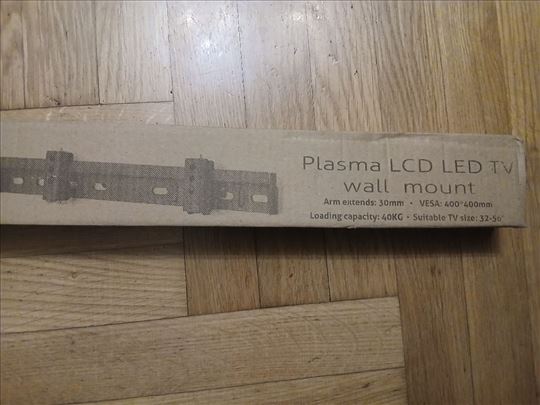 Plasma LCD LED TV
wall mount
Arm extends: 30mm • VESA: 400*400mm
Loading capacity: 40KG • Suitable TV size: 32-56"